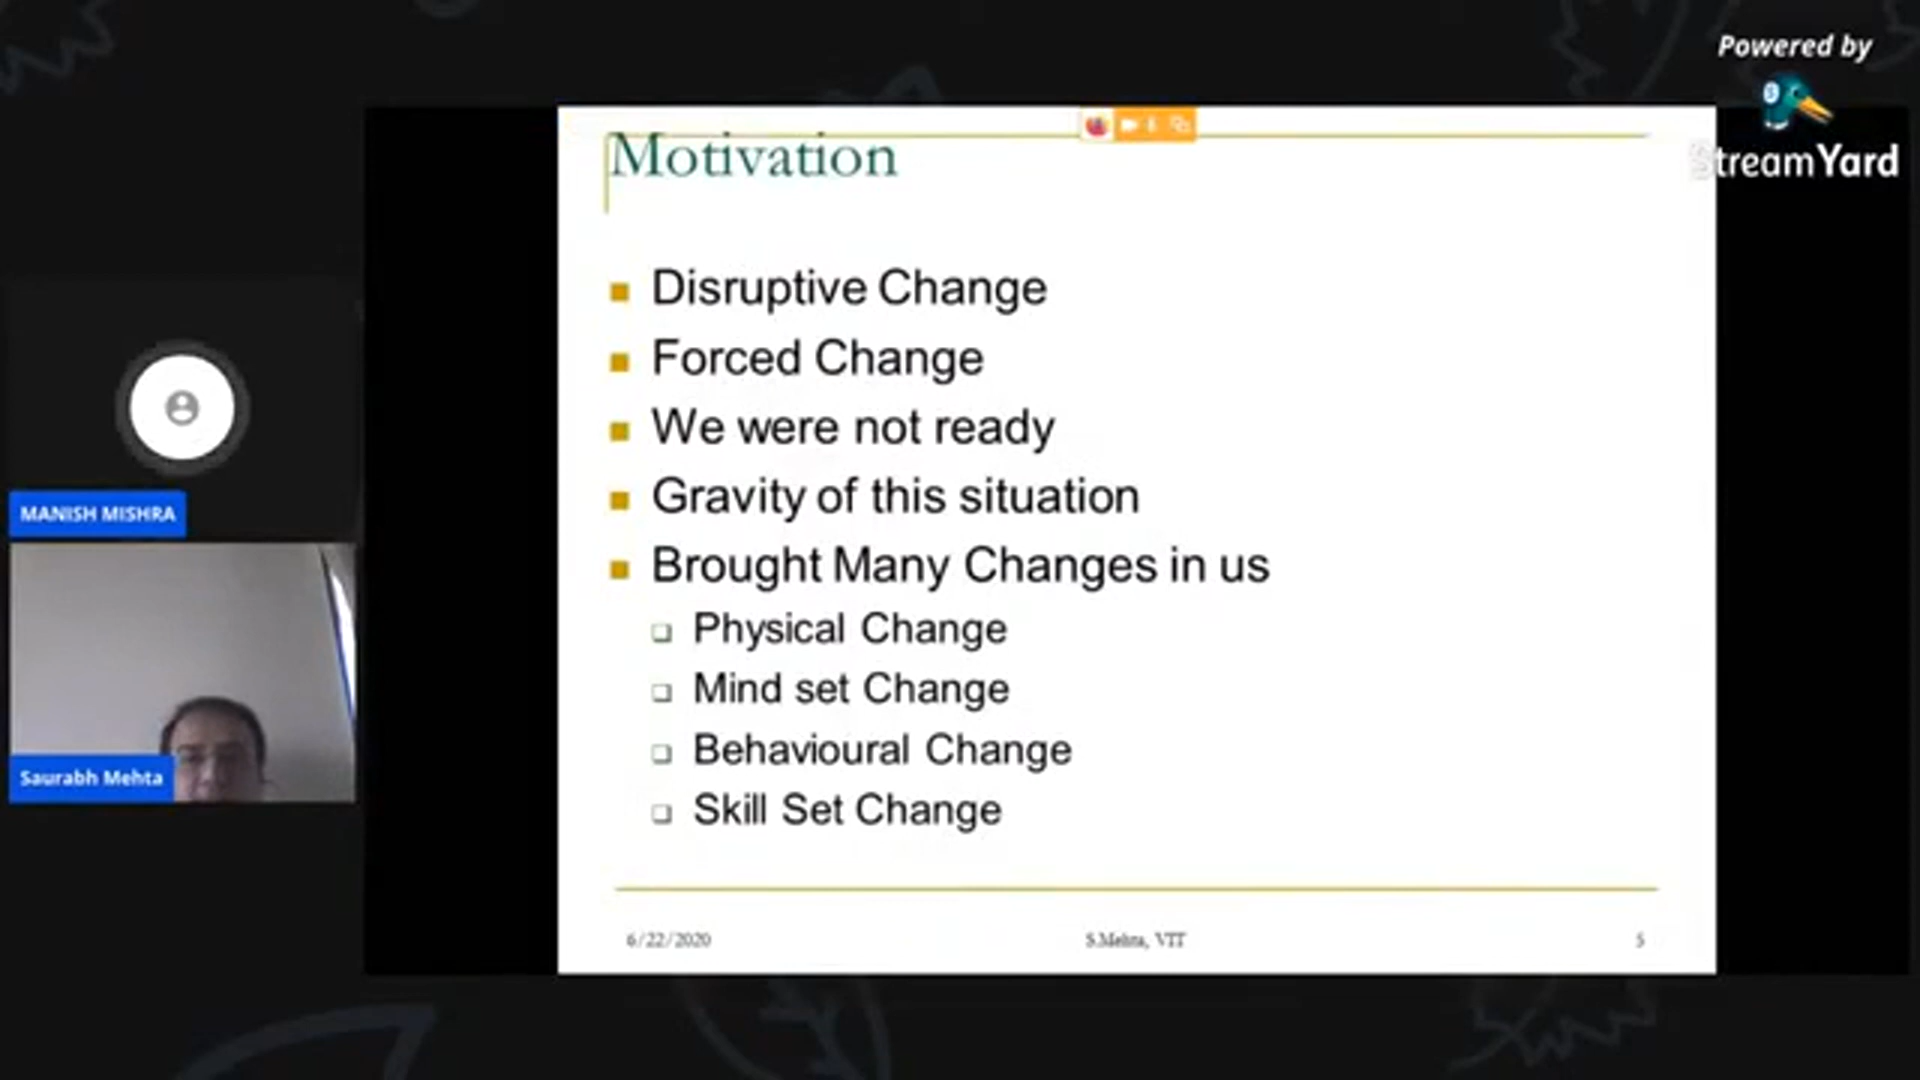 Powered by
StreamYard
Motivation
Disruptive Change
Forced Change
We were not ready
Gravity of this situation
Brought Many Changes in us
Physical Change
Mind set Change
Behavioural Change
Skill Set Change
6/22/2020
S.Mehta, VIT
5
MANISH MISHRA
Saurabh Mehta